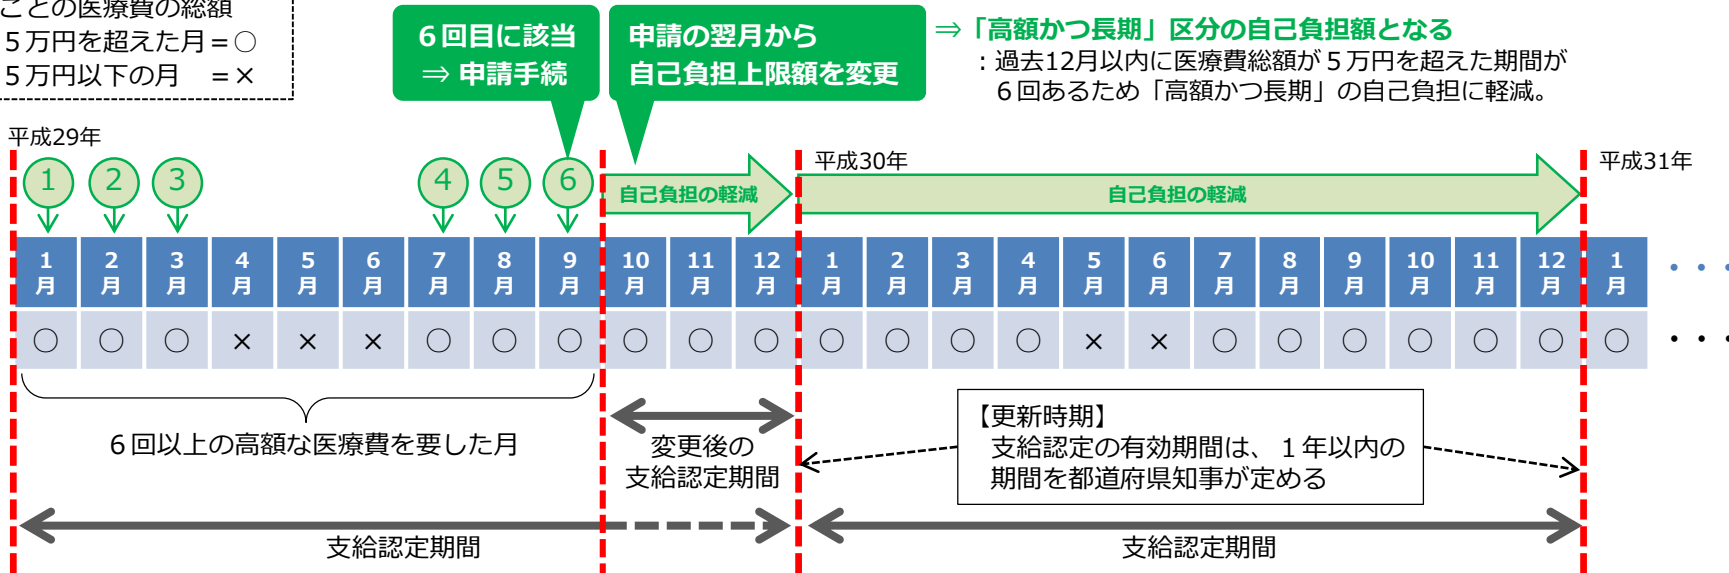 ごとの医療費の総額
５万円を超えた月＝○
５万円以下の月　＝×
６回目に該当
⇒ 申請手続
申請の翌月から
自己負担上限額を変更
⇒「高額かつ長期」区分の自己負担額となる
：過去12月以内に医療費総額が５万円を超えた期間が
６回あるため「高額かつ長期」の自己負担に軽減。
平成29年
平成30年
平成31年
1 2 3 4 5 6
自己負担の軽減
自己負担の軽減
1月 2月 3月 4月 5月 6月 7月 8月 9月 10月 11月 12月 1月 2月 3月 4月 5月 6月 7月 8月 9月 10月 11月 12月 1月 ・・・
○ ○ ○ × × × ○ ○ ○ ○ ○ ○ ○ ○ ○ ○ × × ○ ○ ○ ○ ○ ○ ○ ・・・
６回以上の高額な医療費を要した月
変更後の
支給認定期間
【更新時期】
支給認定の有効期間は、１年以内の
期間を都道府県知事が定める
支給認定期間
支給認定期間